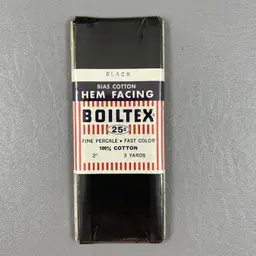 BLACK
BIAS COTTON
HEM FACING
BOILTEX
25¢
FINE PERCALE • FAST COLOR
100% COTTON
2" 3 YARDS